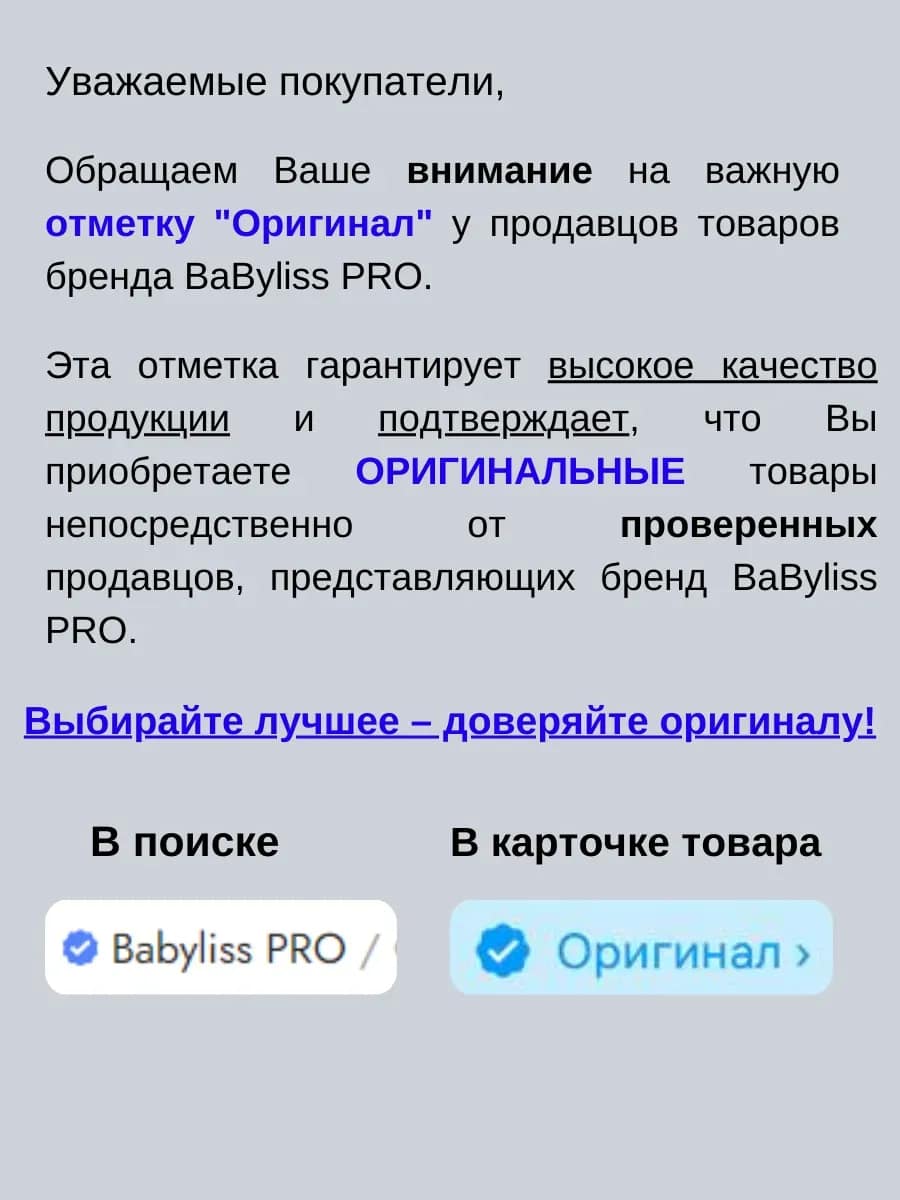 Уважаемые покупатели,
Обращаем Ваше внимание на важную
отметку "Оригинал" у продавцов товаров
бренда BaByliss PRO.
Эта отметка гарантирует высокое качество
продукции и подтверждает, что Вы
приобретаете ОРИГИНАЛЬНЫЕ товары
непосредственно от проверенных
продавцов, представляющих бренд BaByliss
PRO.
Выбирайте лучшее – доверяйте оригиналу!
В поиске
В карточке товара
Babyliss PRO /
Оригинал ›